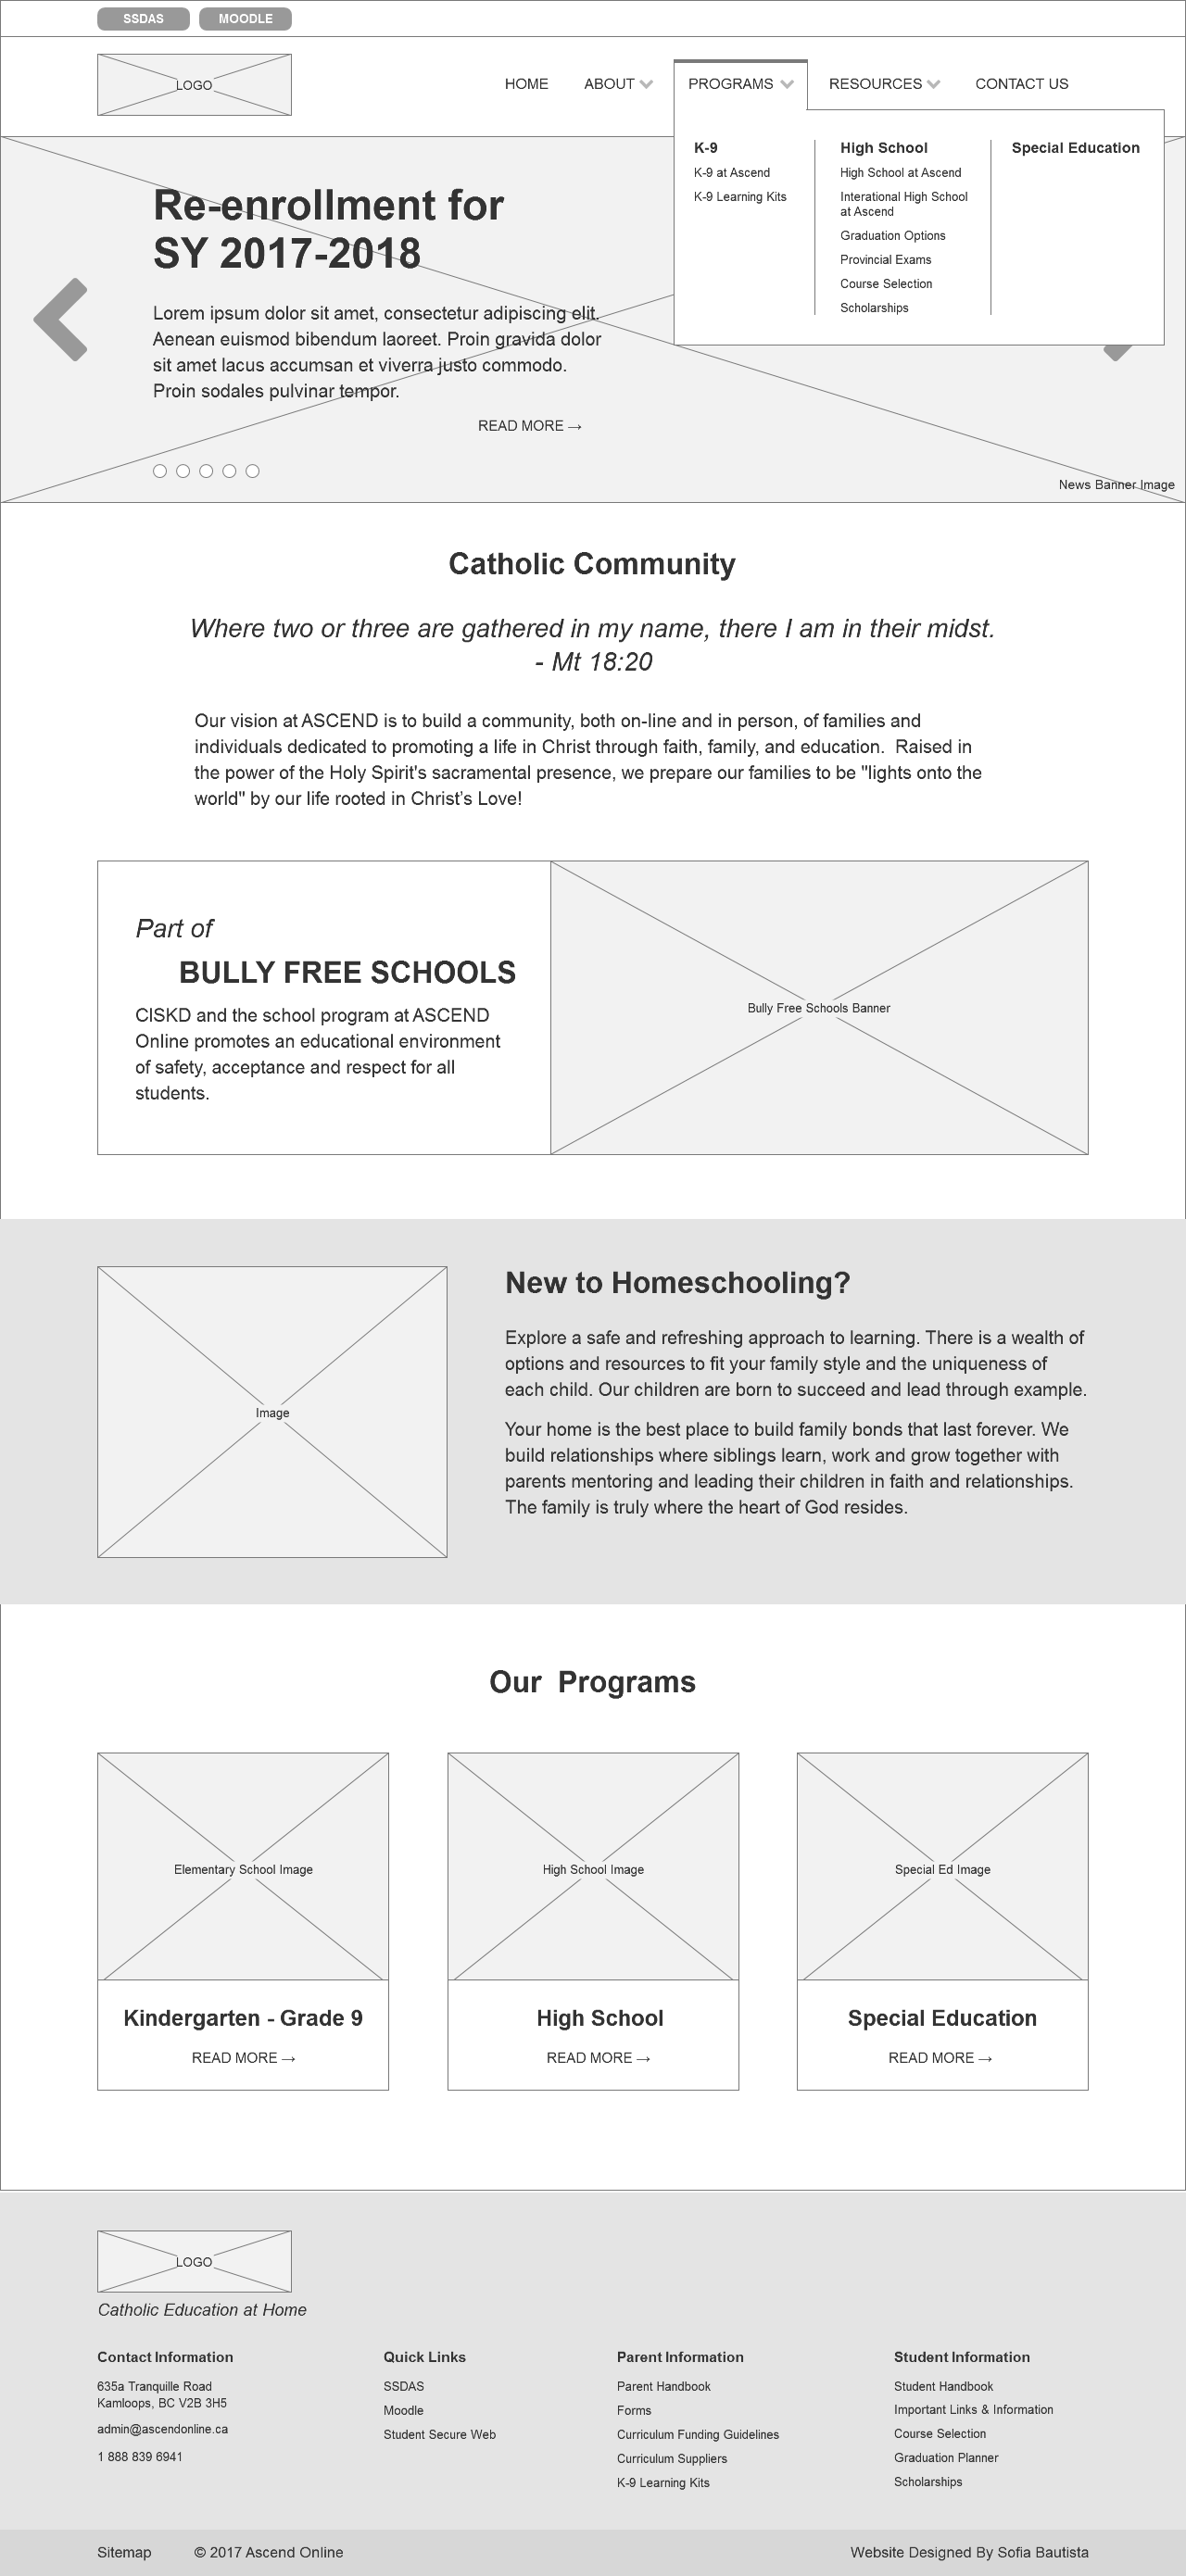 SSDAS
MOODLE
LOGO
HOME
ABOUT
PROGRAMS
RESOURCES
CONTACT US
K-9
K-9 at Ascend
K-9 Learning Kits
High School
High School at Ascend
Interational High School
at Ascend
Graduation Options
Provincial Exams
Course Selection
Scholarships
Special Education
Re-enrollment for
SY 2017-2018
Lorem ipsum dolor sit amet, consectetur adipiscing elit.
Aenean euismod bibendum laoreet. Proin gravida dolor
sit amet lacus accumsan et viverra justo commodo.
Proin sodales pulvinar tempor.
READ MORE →
News Banner Image
Catholic Community
Where two or three are gathered in my name, there I am in their midst.
- Mt 18:20
Our vision at ASCEND is to build a community, both on-line and in person, of families and
individuals dedicated to promoting a life in Christ through faith, family, and education.  Raised in
the power of the Holy Spirit's sacramental presence, we prepare our families to be "lights onto the
world" by our life rooted in Christ’s Love!
Part of
BULLY FREE SCHOOLS
CISKD and the school program at ASCEND
Online promotes an educational environment
of safety, acceptance and respect for all
students.
Bully Free Schools Banner
Image
New to Homeschooling?
Explore a safe and refreshing approach to learning. There is a wealth of
options and resources to fit your family style and the uniqueness of
each child. Our children are born to succeed and lead through example.
Your home is the best place to build family bonds that last forever. We
build relationships where siblings learn, work and grow together with
parents mentoring and leading their children in faith and relationships.
The family is truly where the heart of God resides.
Our  Programs
Elementary School Image
Kindergarten - Grade 9
READ MORE →
High School Image
High School
READ MORE →
Special Ed Image
Special Education
READ MORE →
LOGO
Catholic Education at Home
Contact Information
635a Tranquille Road
Kamloops, BC V2B 3H5
admin@ascendonline.ca
1 888 839 6941
Quick Links
SSDAS
Moodle
Student Secure Web
Parent Information
Parent Handbook
Forms
Curriculum Funding Guidelines
Curriculum Suppliers
K-9 Learning Kits
Student Information
Student Handbook
Important Links & Information
Course Selection
Graduation Planner
Scholarships
Sitemap
© 2017 Ascend Online
Website Designed By Sofia Bautista